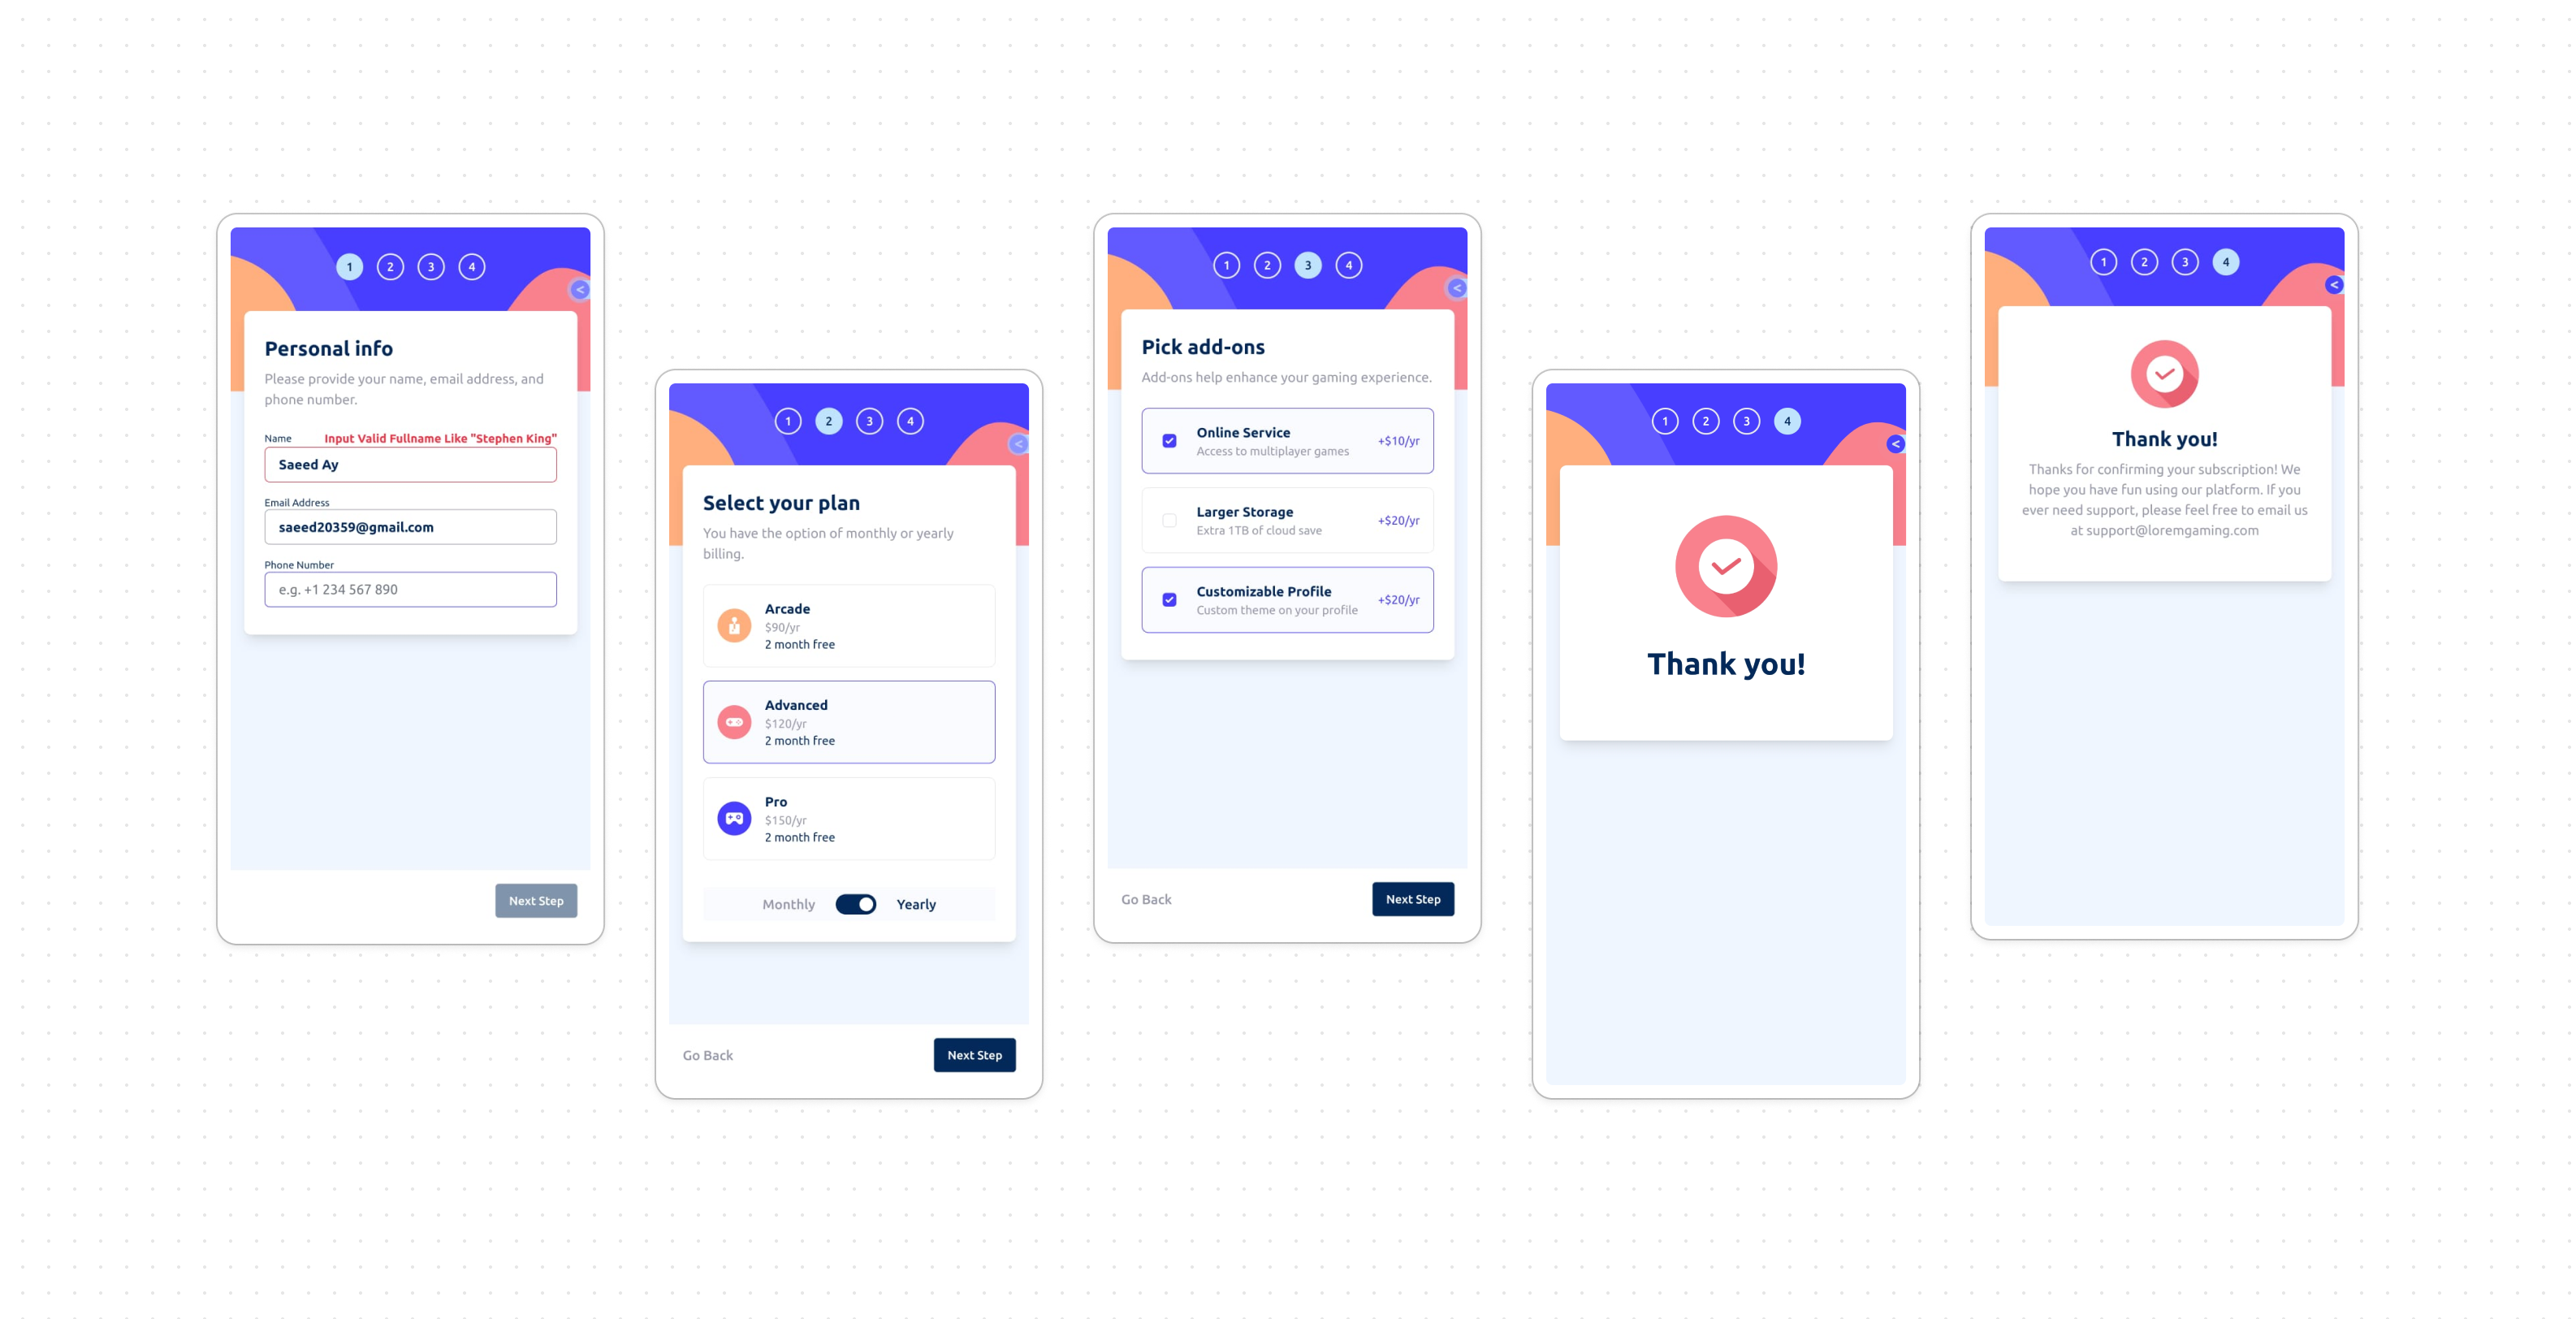 1 2 3 4
<
Personal info
Please provide your name, email address, and
phone number.
Name Input Valid Fullname Like "Stephen King"
Saeed Ay
Email Address
saeed20359@gmail.com
Phone Number
e.g. +1 234 567 890
Next Step
1 2 3 4
<
Select your plan
You have the option of monthly or yearly
billing.
Arcade
$90/yr
2 month free
Advanced
$120/yr
2 month free
Pro
$150/yr
2 month free
Monthly Yearly
Go Back Next Step
1 2 3 4
<
Pick add-ons
Add-ons help enhance your gaming experience.
Online Service
Access to multiplayer games
+$10/yr
Larger Storage
Extra 1TB of cloud save
+$20/yr
Customizable Profile
Custom theme on your profile
+$20/yr
Go Back Next Step
1 2 3 4
<
Thank you!
1 2 3 4
<
Thank you!
Thanks for confirming your subscription! We
hope you have fun using our platform. If you
ever need support, please feel free to email us
at support@loremgaming.com